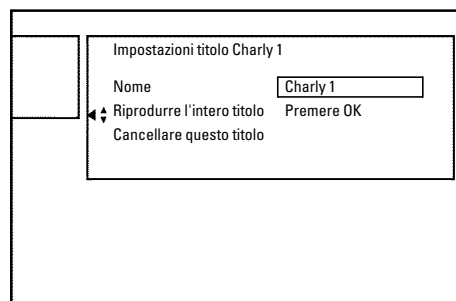 Impostazioni titolo Charly 1
Nome Charly 1
Riprodurre l'intero titolo Premere OK
Cancellare questo titolo